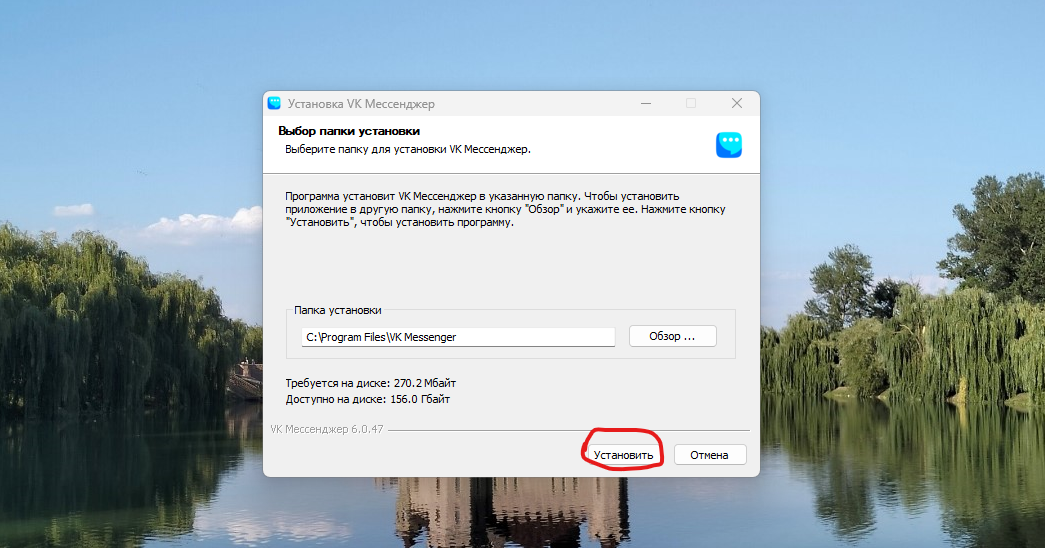 Установка VK Мессенджер
Выбор папки установки
Выберите папку для установки VK Мессенджер.
Программа установит VK Мессенджер в указанную папку. Чтобы установить
приложение в другую папку, нажмите кнопку "Обзор" и укажите ее. Нажмите кнопку
"Установить", чтобы установить программу.
Папка установки
C:\Program Files\VK Messenger
Обзор ...
Требуется на диске: 270.2 Мбайт
Доступно на диске: 156.0 Гбайт
VK Мессенджер 6.0.47
Установить
Отмена